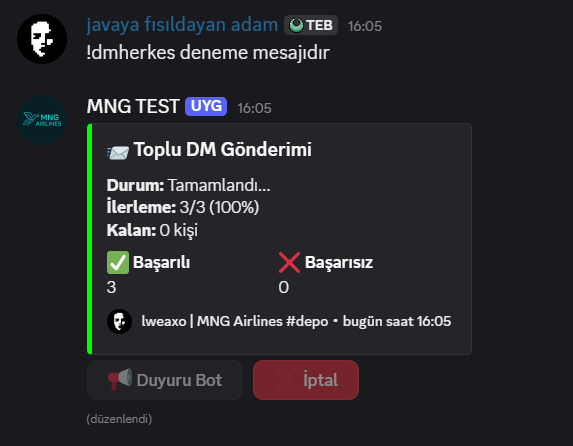 javaya fısıldayan adam TEB 16:05
!dmherkes deneme mesajıdır
MNG AIRLINES
MNG TEST UYG 16:05
Toplu DM Gönderimi
Durum: Tamamlandı...
İlerleme: 3/3 (100%)
Kalan: 0 kişi
Başarılı Başarısız
3 0
lweaxo | MNG Airlines #depo • bugün saat 16:05
Duyuru Bot İptal
(düzenlendi)